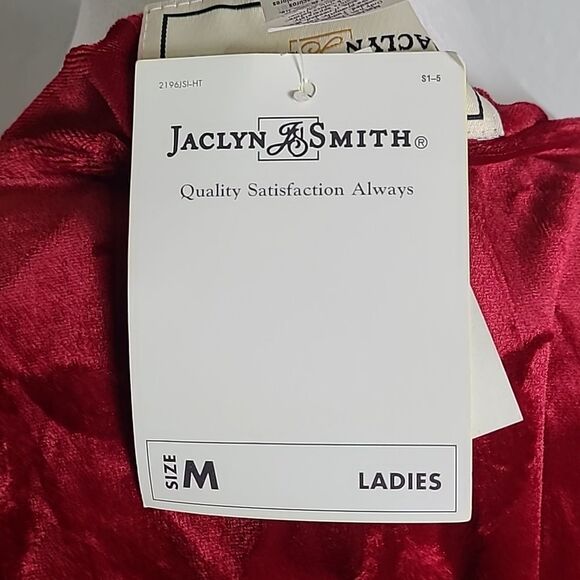 2196JSI-HT
S1-5
JACLYN JS SMITH®
Quality Satisfaction Always
SIZE M
LADIES